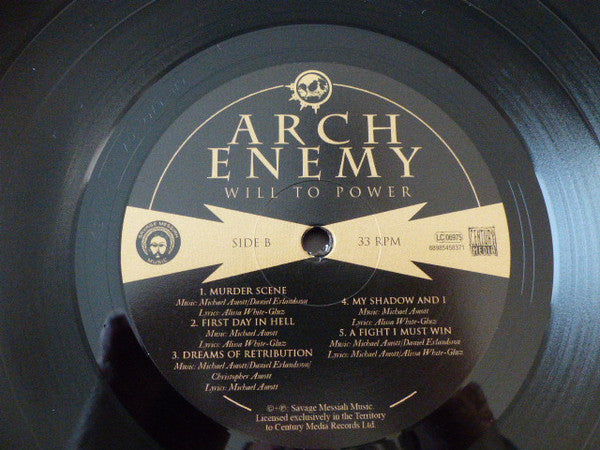 ARCH
ENEMY
WILL TO POWER
SAVAGE MESSIAH
MUSIC
SIDE B
33 RPM
LC 06975
88985458371
CENTURY
MEDIA
1. MURDER SCENE
Music: Michael Amott/Daniel Erlandsson
Lyrics: Alissa White-Gluz
2. FIRST DAY IN HELL
Music: Michael Amott
Lyrics: Alissa White-Gluz
3. DREAMS OF RETRIBUTION
Music: Michael Amott/Daniel Erlandsson/
Christopher Amott
Lyrics: Michael Amott
4. MY SHADOW AND I
Music: Michael Amott
Lyrics: Alissa White-Gluz
5. A FIGHT I MUST WIN
Music: Michael Amott/Daniel Erlandsson
Lyrics: Michael Amott/Alissa White-Gluz
©+℗: Savage Messiah Music.
Licensed exclusively in the Territory
to Century Media Records Ltd.